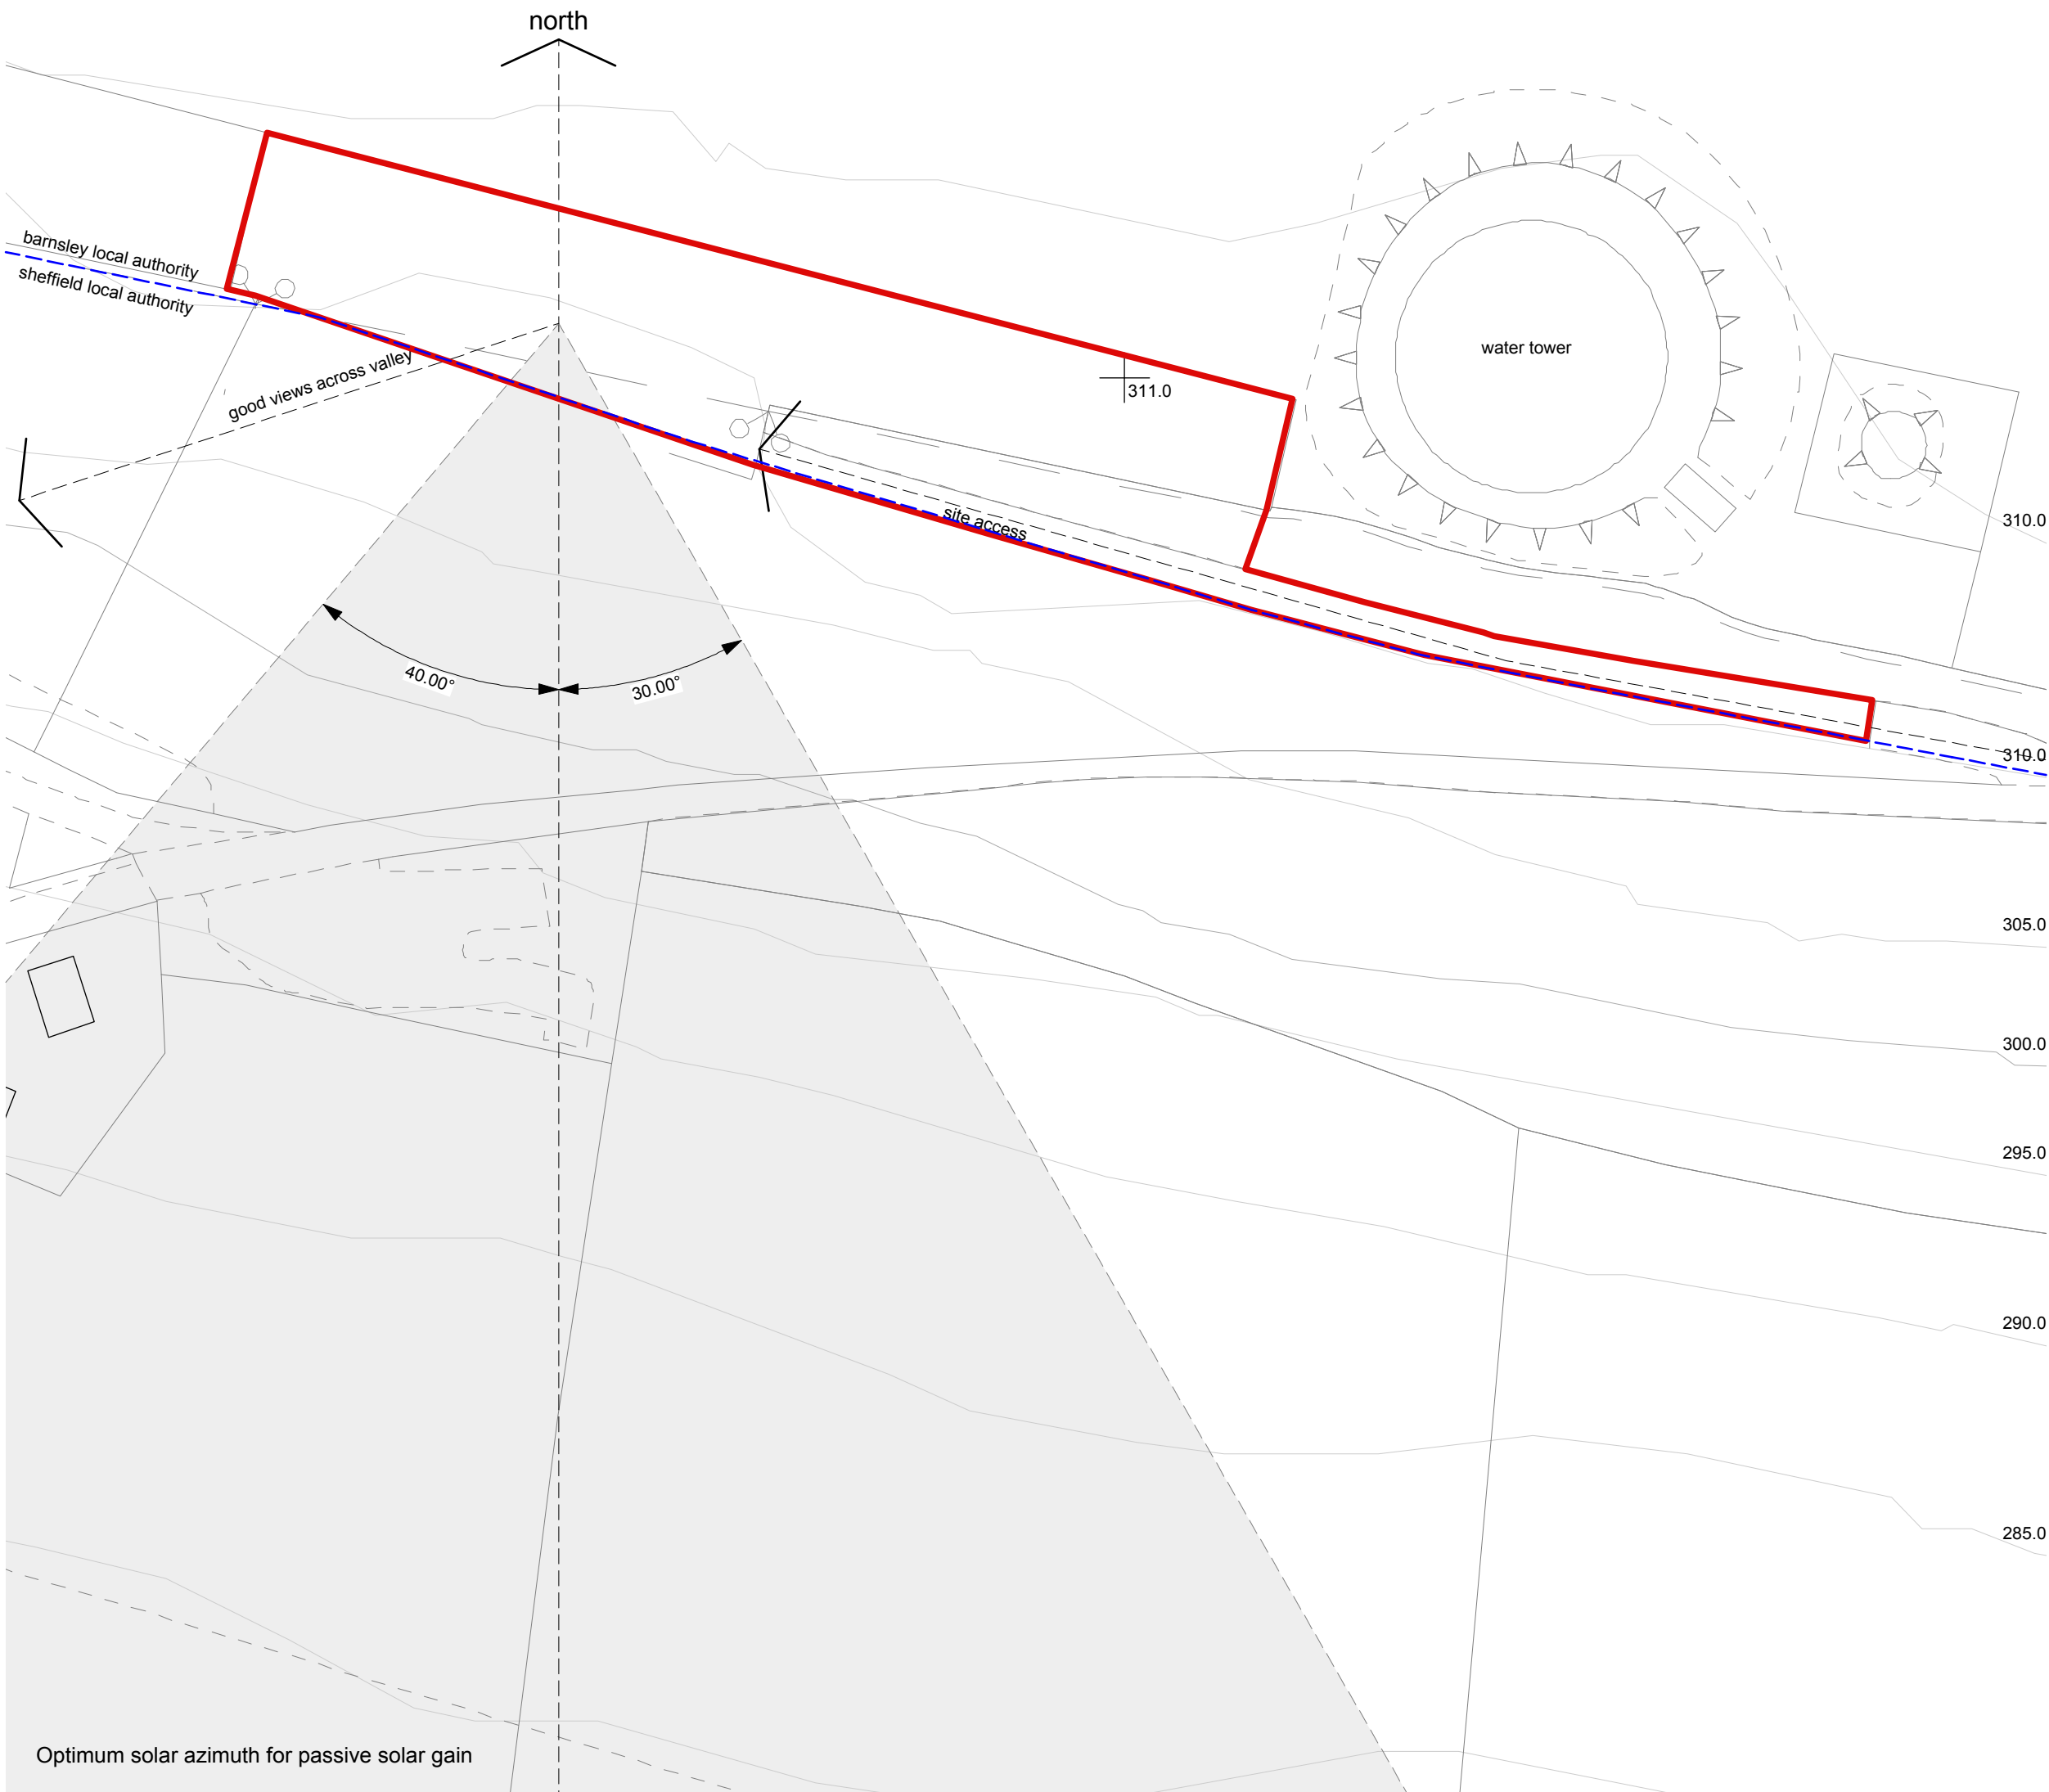 north
barnsley local authority
sheffield local authority
good views across valley
water tower
311.0
site access
310.0
40.00°
30.00°
310.0
305.0
300.0
295.0
290.0
285.0
Optimum solar azimuth for passive solar gain